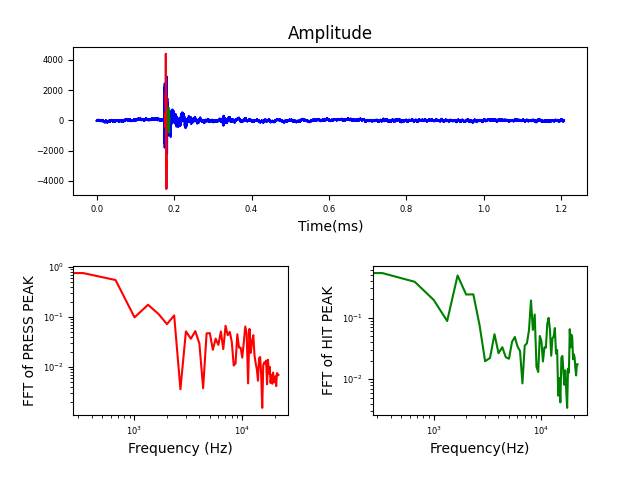 Amplitude
4000
2000
0
−2000
−4000
0.0 0.2 0.4 0.6 0.8 1.0 1.2
Time(ms)
FFT of PRESS PEAK
10⁰
10⁻¹
10⁻²
10³ 10⁴
Frequency (Hz)
FFT of HIT PEAK
10⁻¹
10⁻²
10³ 10⁴
Frequency(Hz)